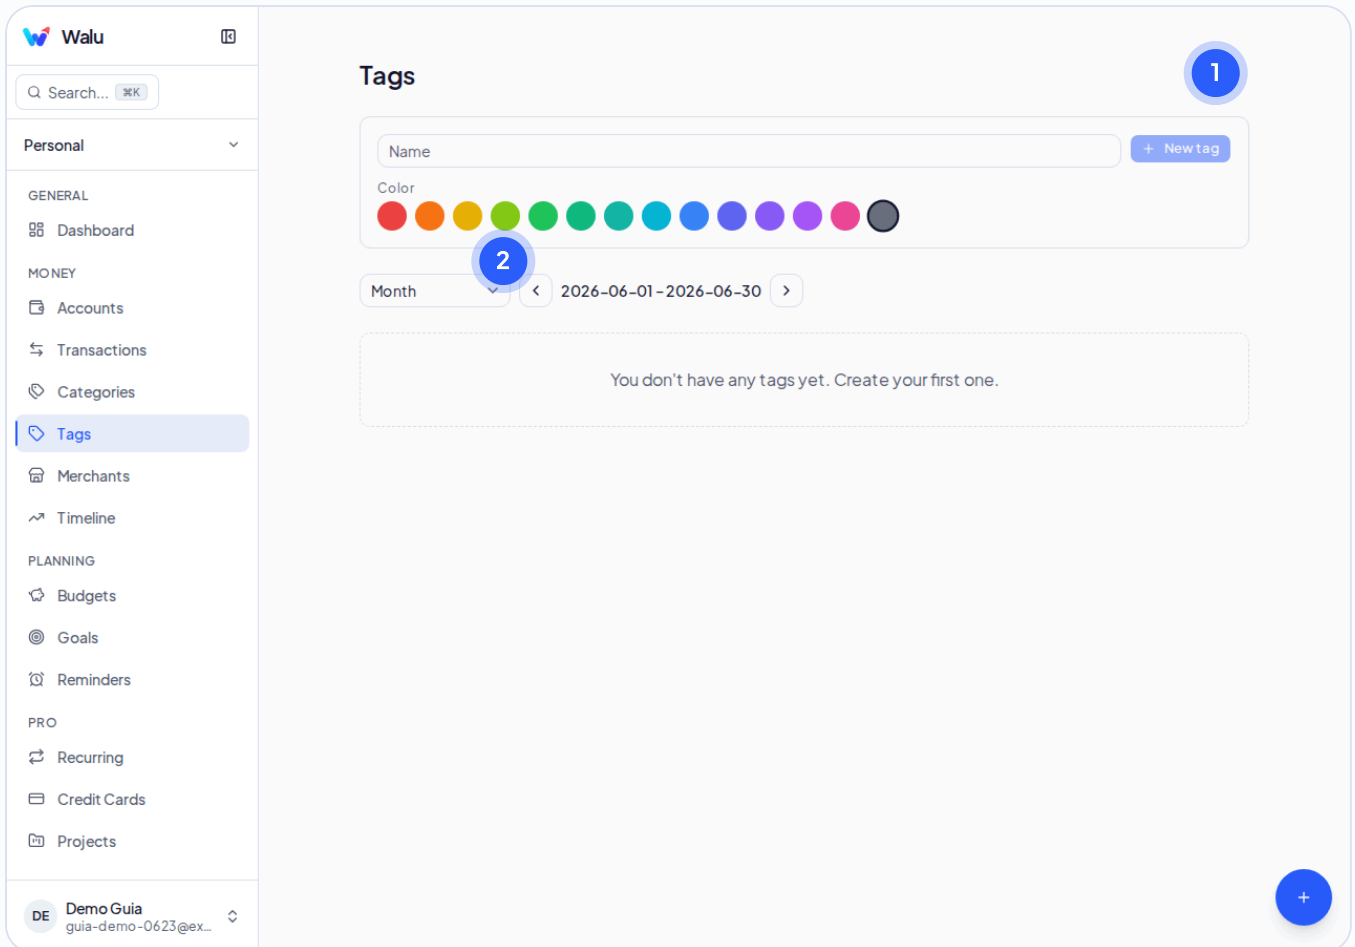 Walu
Search... ⌘K
Personal
GENERAL
Dashboard
MONEY
Accounts
Transactions
Categories
Tags
Merchants
Timeline
PLANNING
Budgets
Goals
Reminders
PRO
Recurring
Credit Cards
Projects
DE
Demo Guia
guia-demo-0623@ex...
Tags
1
Name
+ New tag
Color
2
Month
2026-06-01 - 2026-06-30
You don't have any tags yet. Create your first one.
+